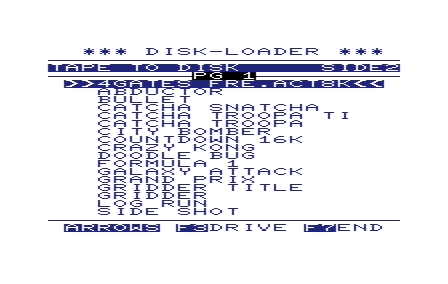 *** DISK-LOADER ***
TAPE TO DISK SIDE2
PG 1
>>4GATES FRE.ACT8K<<
ABDUCTOR
BULLET
CATCHA SNATCHA
CATCHA TROOPA TI
CATCHA TROOPA
CITY BOMBER
COUNTDOWN 16K
CRAZY KONG
DOODLE BUG
FORMULA 1
GALAXY ATTACK
GRAND PRIX
GRIDDER TITLE
GRIDDER
LOG RUN
SIDE SHOT
ARROWS F3DRIVE F7END